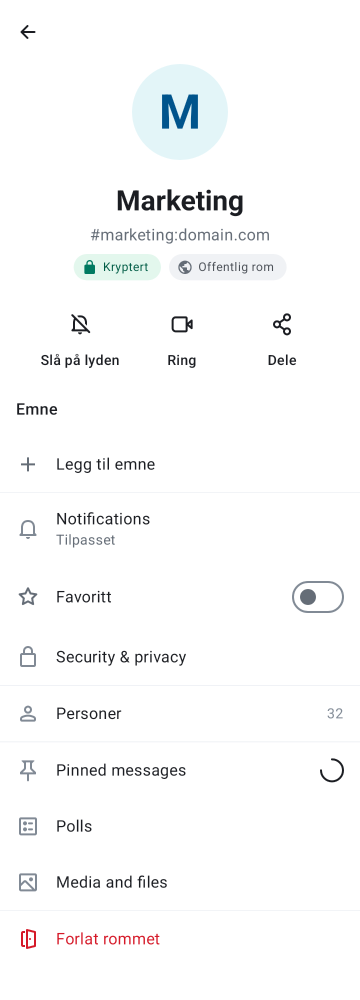 M
Marketing
#marketing:domain.com
Kryptert
Offentlig rom
Slå på lyden
Ring
Dele
Emne
Legg til emne
Notifications
Tilpasset
Favoritt
Security & privacy
Personer
32
Pinned messages
Polls
Media and files
Forlat rommet